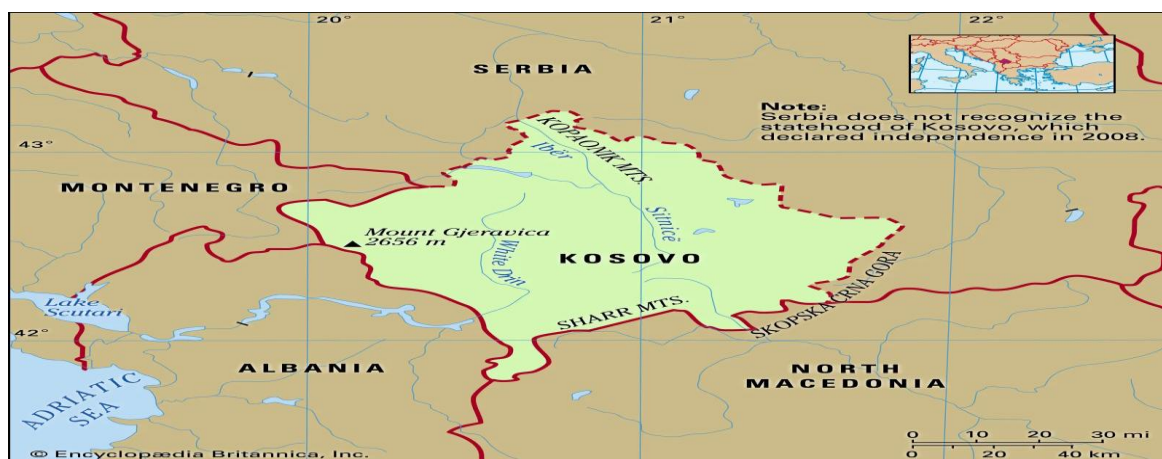 20°
21°
22°
SERBIA
Note:
Serbia does not recognize the
statehood of Kosovo, which
declared independence in 2008.
43°
KOPAONIK MTS.
Ibër
MONTENEGRO
Sitnicë
Mount Gjeravica
2656 m
White Drin
KOSOVO
Lake
Scutari
SHARR MTS.
SKOPSKA CRNA GORA
42°
ALBANIA
NORTH
MACEDONIA
ADRIATIC
SEA
0 10 20 30 mi
0 20 40 km
© Encyclopædia Britannica, Inc.